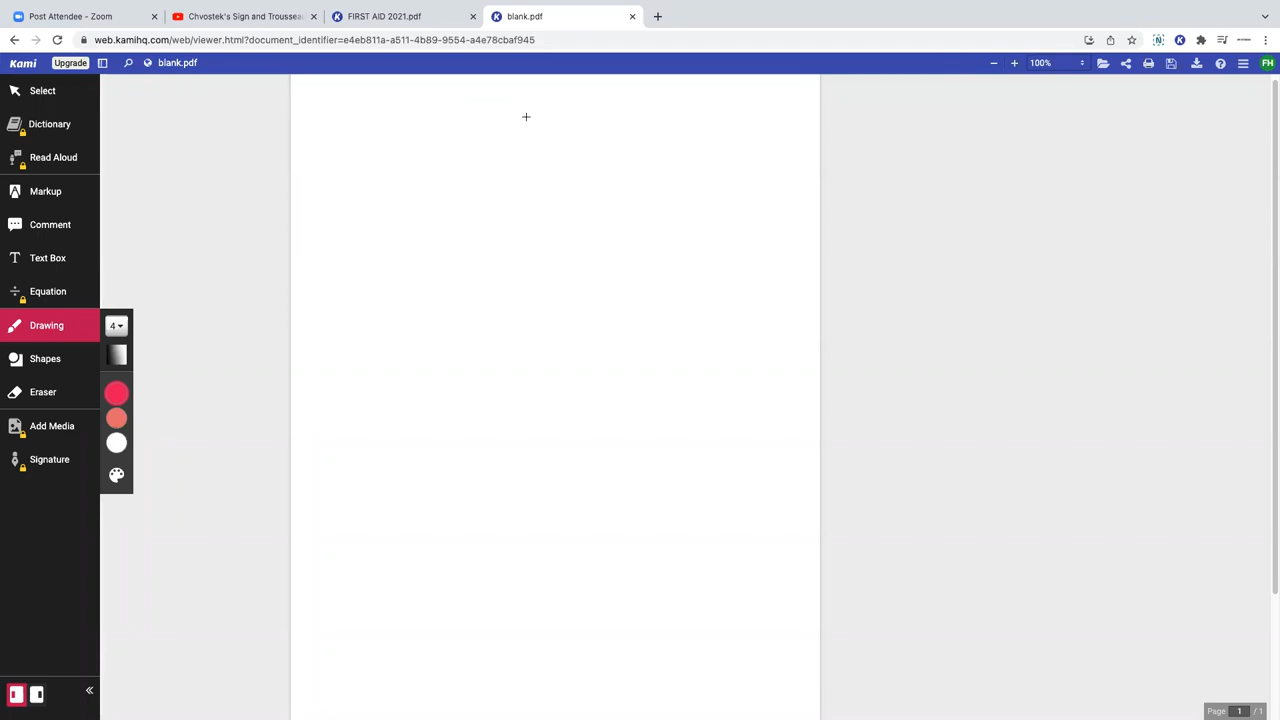 Post Attendee - Zoom
Chvostek's Sign and Troussea
FIRST AID 2021.pdf
blank.pdf
web.kamihq.com/web/viewer.html?document_identifier=e4eb811a-a511-4b89-9554-a4e78cbaf945
Kami Upgrade blank.pdf 100% FH
Select
Dictionary
Read Aloud
Markup
Comment
Text Box
Equation
Drawing
4
Shapes
Eraser
Add Media
Signature
Page 1 / 1